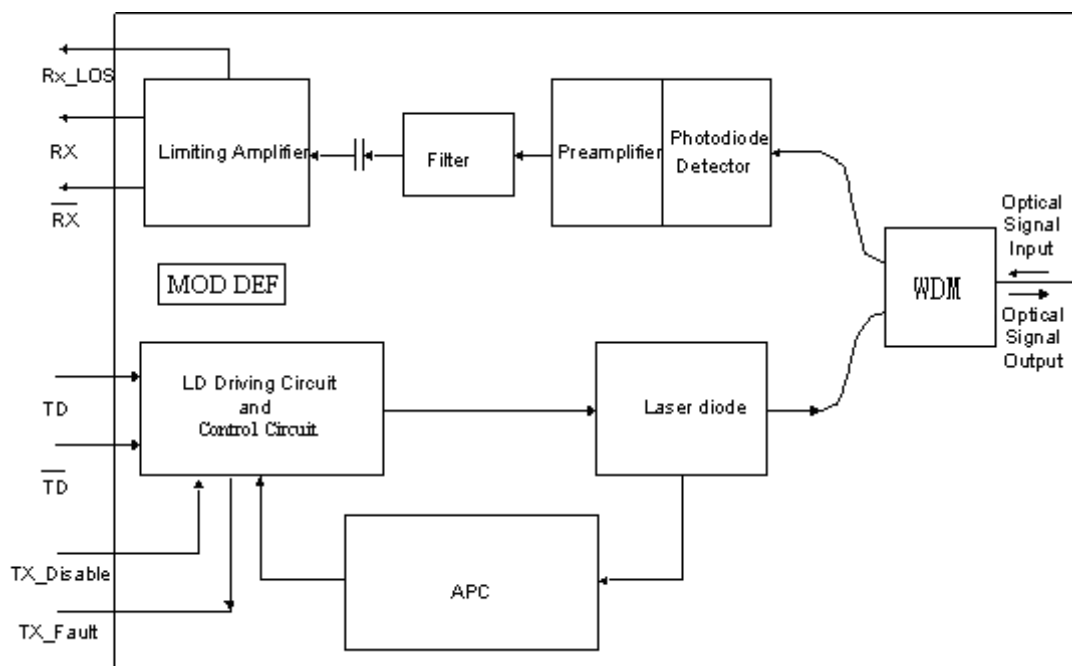 Rx_LOS
RX
RX
Limiting Amplifier
Filter
Preamplifier
Photodiode
Detector
Optical
Signal
Input
WDM
Optical
Signal
Output
MOD DEF
TD
TD
LD Driving Circuit
and
Control Circuit
Laser diode
TX_Disable
TX_Fault
APC